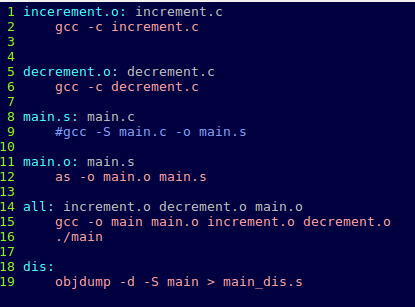 1 incerement.o: increment.c
2     gcc -c increment.c
3
4
5 decrement.o: decrement.c
6     gcc -c decrement.c
7
8 main.s: main.c
9     #gcc -S main.c -o main.s
10
11 main.o: main.s
12     as -o main.o main.s
13
14 all: increment.o decrement.o main.o
15     gcc -o main main.o increment.o decrement.o
16     ./main
17
18 dis:
19     objdump -d -S main > main_dis.s